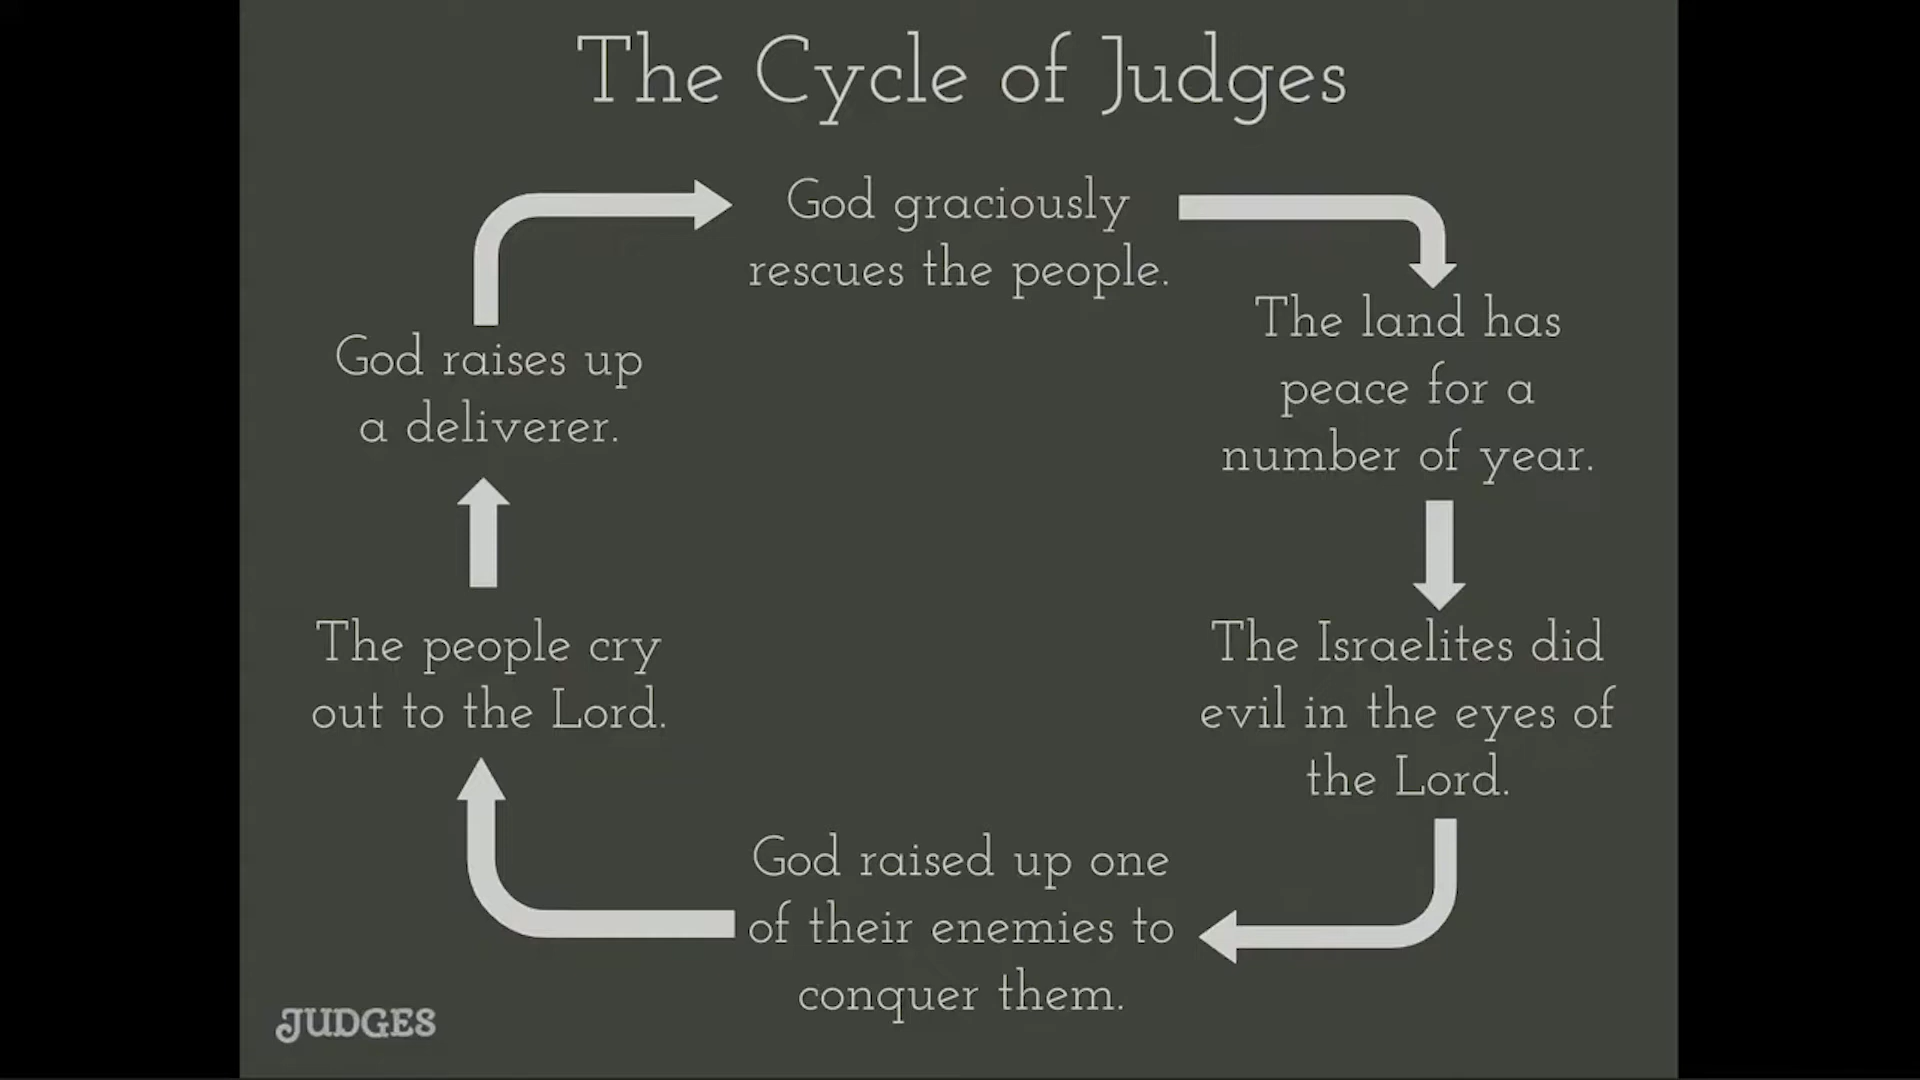 The Cycle of Judges
God graciously
rescues the people.
The land has
peace for a
number of year.
The Israelites did
evil in the eyes of
the Lord.
God raised up one
of their enemies to
conquer them.
The people cry
out to the Lord.
God raises up
a deliverer.
JUDGES